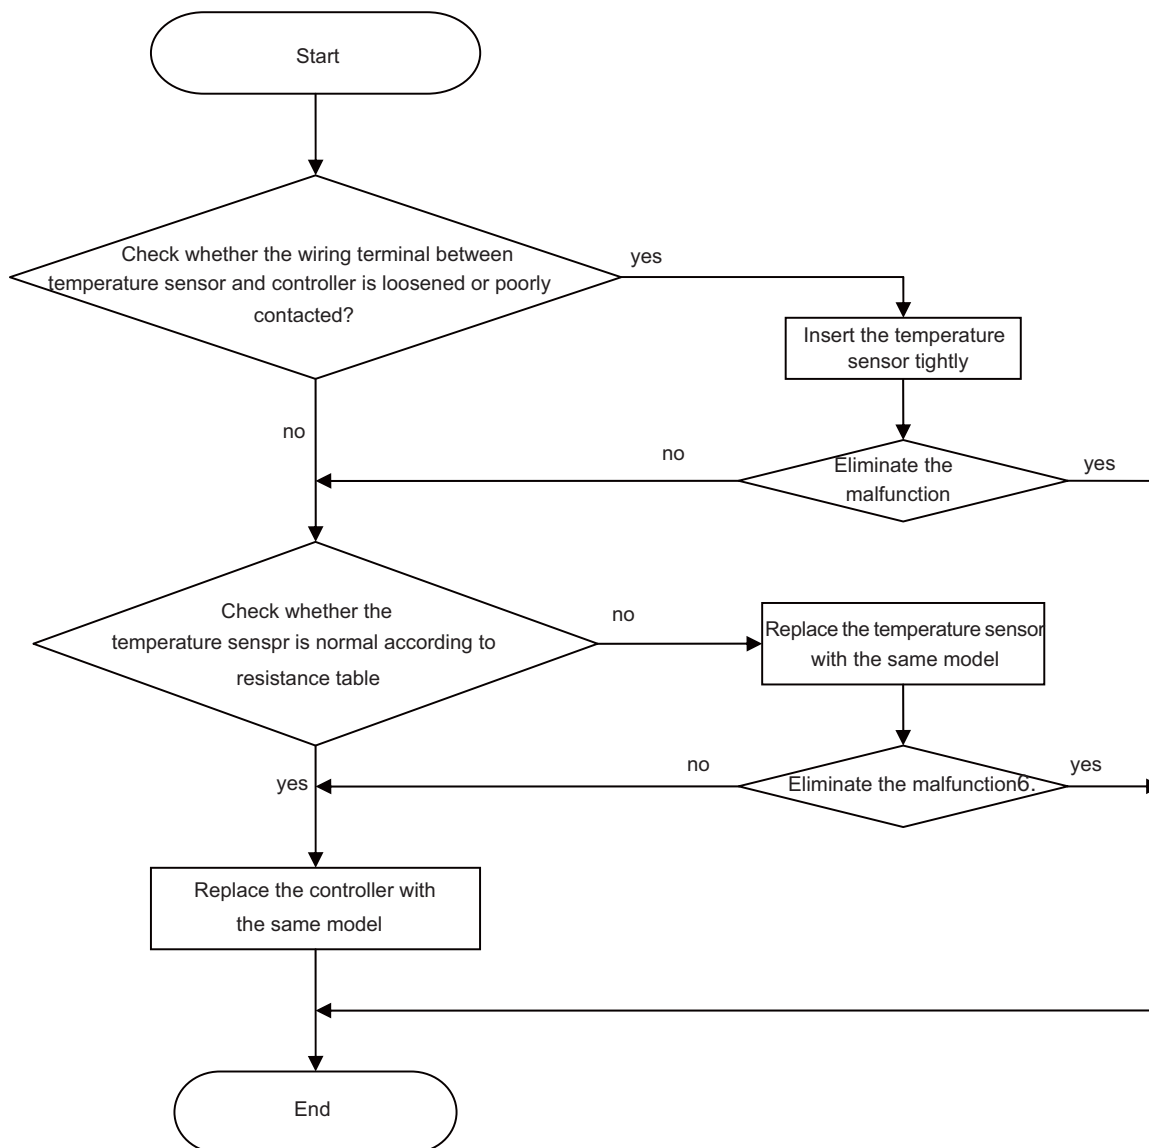 Start
Check whether the wiring terminal between
temperature sensor and controller is loosened or poorly
contacted?
yes
Insert the temperature
sensor tightly
no
no
Eliminate the
malfunction
yes
Check whether the
temperature senspr is normal according to
resistance table
no
Replace the temperature sensor
with the same model
yes
no
Eliminate the malfunction6.
yes
Replace the controller with
the same model
End